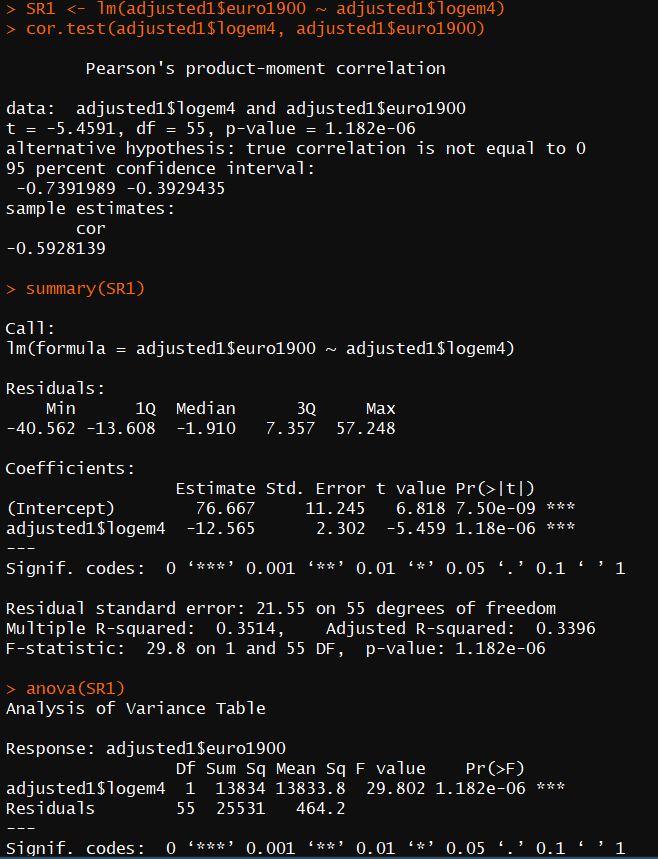 > SR1 <- lm(adjusted1$euro1900 ~ adjusted1$logem4)
> cor.test(adjusted1$logem4, adjusted1$euro1900)
Pearson's product-moment correlation
data:  adjusted1$logem4 and adjusted1$euro1900
t = -5.4591, df = 55, p-value = 1.182e-06
alternative hypothesis: true correlation is not equal to 0
95 percent confidence interval:
-0.7391989 -0.3929435
sample estimates:
cor
-0.5928139
> summary(SR1)
Call:
lm(formula = adjusted1$euro1900 ~ adjusted1$logem4)
Residuals:
Min      1Q  Median      3Q     Max
-40.562 -13.608  -1.910   7.357  57.248
Coefficients:
Estimate Std. Error t value Pr(>|t|)
(Intercept)        76.667     11.245   6.818 7.50e-09 ***
adjusted1$logem4  -12.565      2.302  -5.459 1.18e-06 ***
---
Signif. codes:  0 ‘***’ 0.001 ‘**’ 0.01 ‘*’ 0.05 ‘.’ 0.1 ‘ ’ 1
Residual standard error: 21.55 on 55 degrees of freedom
Multiple R-squared:  0.3514,    Adjusted R-squared:  0.3396
F-statistic:  29.8 on 1 and 55 DF,  p-value: 1.182e-06
> anova(SR1)
Analysis of Variance Table
Response: adjusted1$euro1900
Df Sum Sq Mean Sq F value    Pr(>F)
adjusted1$logem4  1  13834 13833.8  29.802 1.182e-06 ***
Residuals        55  25531   464.2
---
Signif. codes:  0 ‘***’ 0.001 ‘**’ 0.01 ‘*’ 0.05 ‘.’ 0.1 ‘ ’ 1